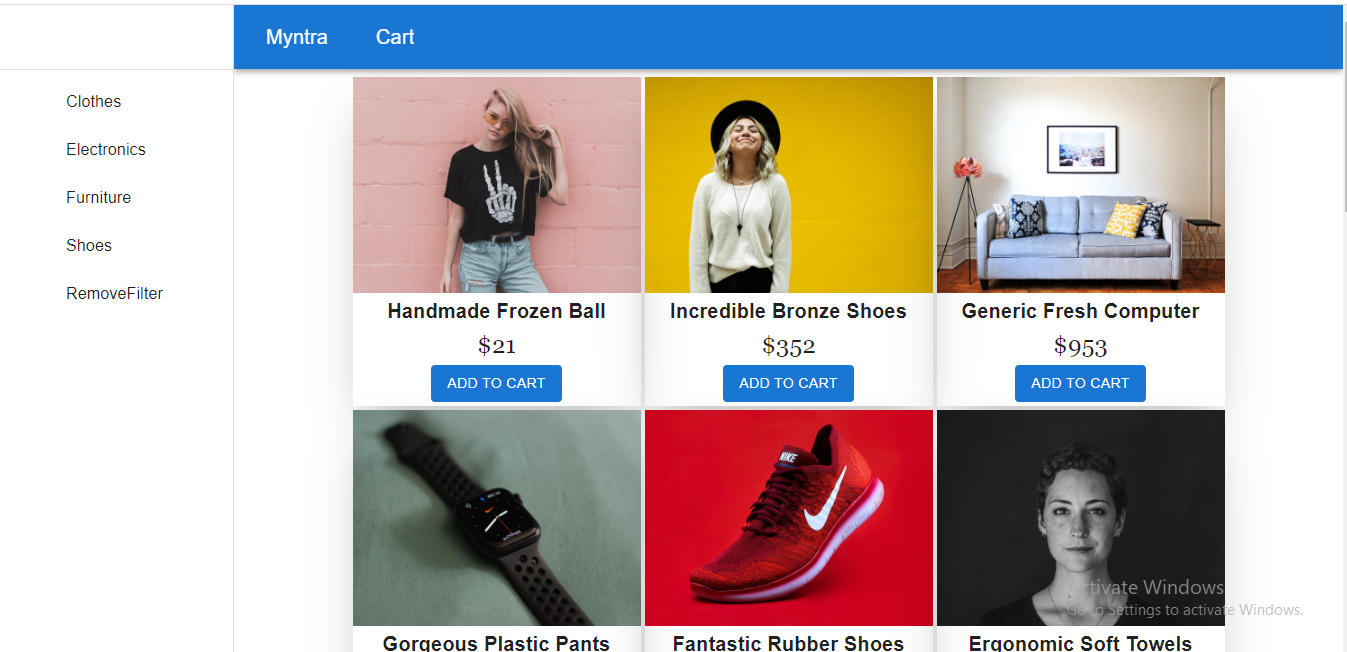 Myntra Cart
Clothes
Electronics
Furniture
Shoes
RemoveFilter
Handmade Frozen Ball
$21
ADD TO CART
Incredible Bronze Shoes
$352
ADD TO CART
Generic Fresh Computer
$953
ADD TO CART
NIKE
Gorgeous Plastic Pants
Fantastic Rubber Shoes
Ergonomic Soft Towels
Activate Windows
Go to Settings to activate Windows.